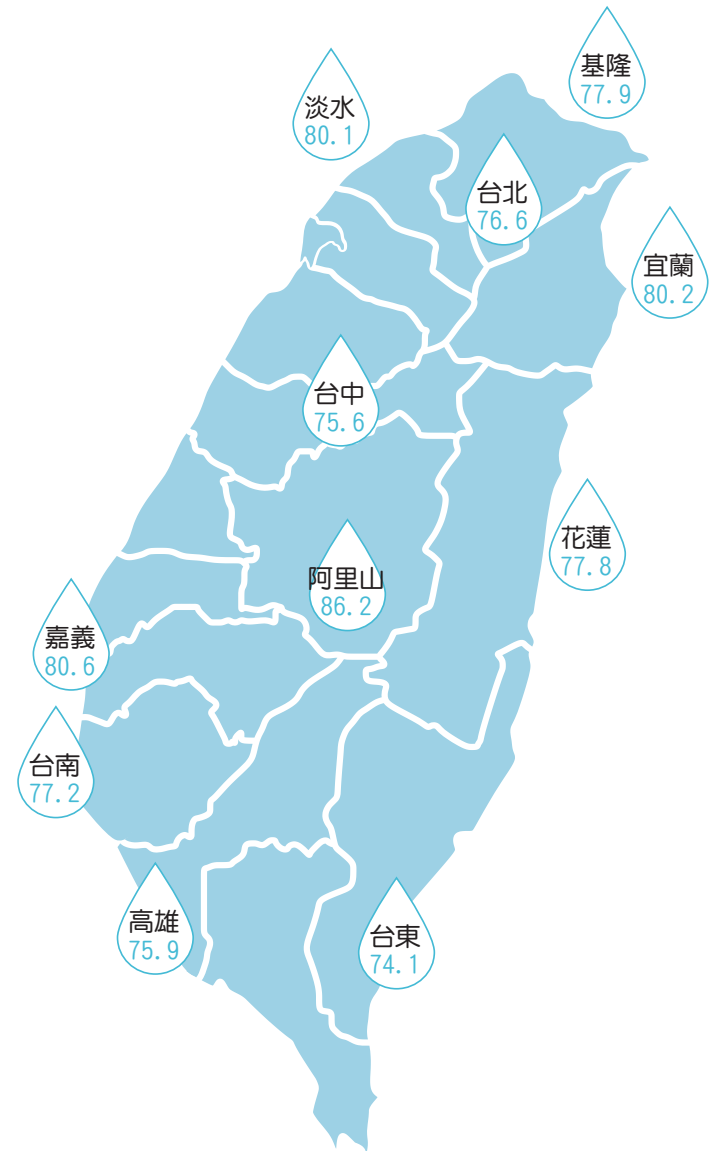 基隆
77.9
淡水
80.1
台北
76.6
宜蘭
80.2
台中
75.6
花蓮
77.8
阿里山
86.2
嘉義
80.6
台南
77.2
高雄
75.9
台東
74.1